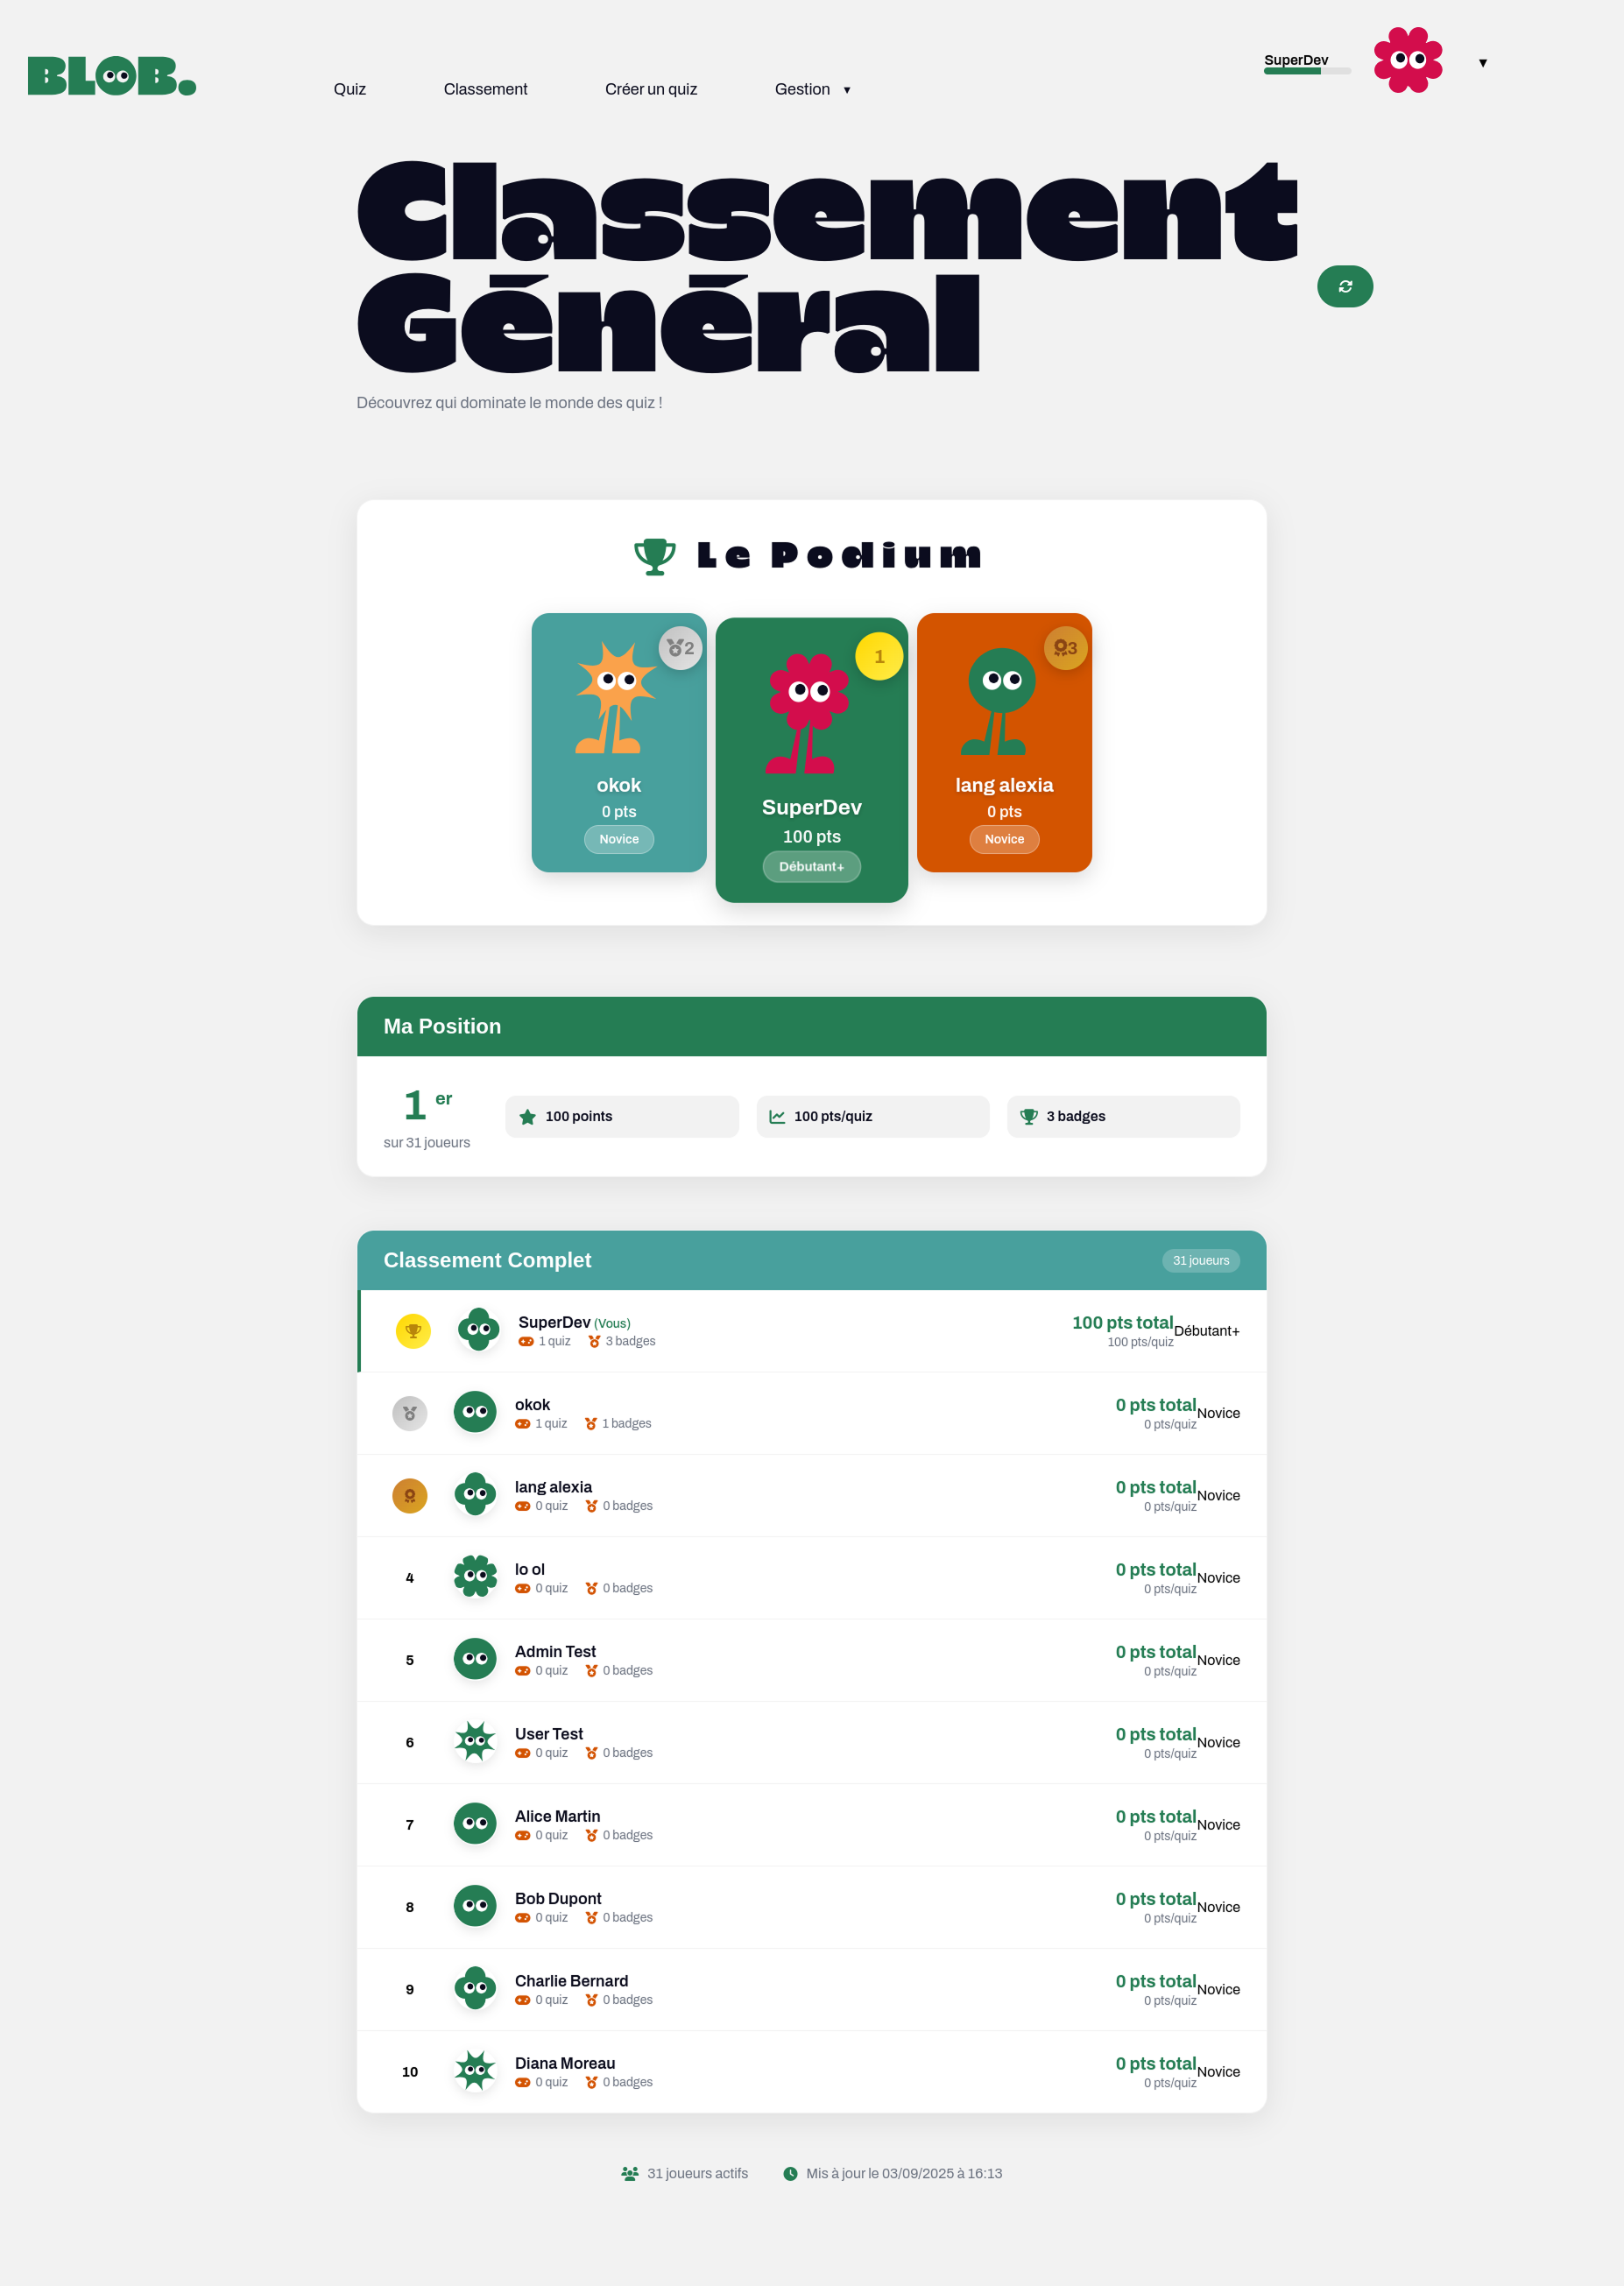 BLOB.
Quiz
Classement
Créer un quiz
Gestion ▼
SuperDev
▼
Classement
Général
Découvrez qui dominate le monde des quiz !
Le Podium
2
okok
0 pts
Novice
1
SuperDev
100 pts
Débutant+
3
lang alexia
0 pts
Novice
Ma Position
1 er
sur 31 joueurs
100 points
100 pts/quiz
3 badges
Classement Complet
31 joueurs
SuperDev (Vous)
1 quiz 3 badges
100 pts total
100 pts/quiz
Débutant+
okok
1 quiz 1 badges
0 pts total
0 pts/quiz
Novice
lang alexia
0 quiz 0 badges
0 pts total
0 pts/quiz
Novice
4
lo ol
0 quiz 0 badges
0 pts total
0 pts/quiz
Novice
5
Admin Test
0 quiz 0 badges
0 pts total
0 pts/quiz
Novice
6
User Test
0 quiz 0 badges
0 pts total
0 pts/quiz
Novice
7
Alice Martin
0 quiz 0 badges
0 pts total
0 pts/quiz
Novice
8
Bob Dupont
0 quiz 0 badges
0 pts total
0 pts/quiz
Novice
9
Charlie Bernard
0 quiz 0 badges
0 pts total
0 pts/quiz
Novice
10
Diana Moreau
0 quiz 0 badges
0 pts total
0 pts/quiz
Novice
31 joueurs actifs
Mis à jour le 03/09/2025 à 16:13